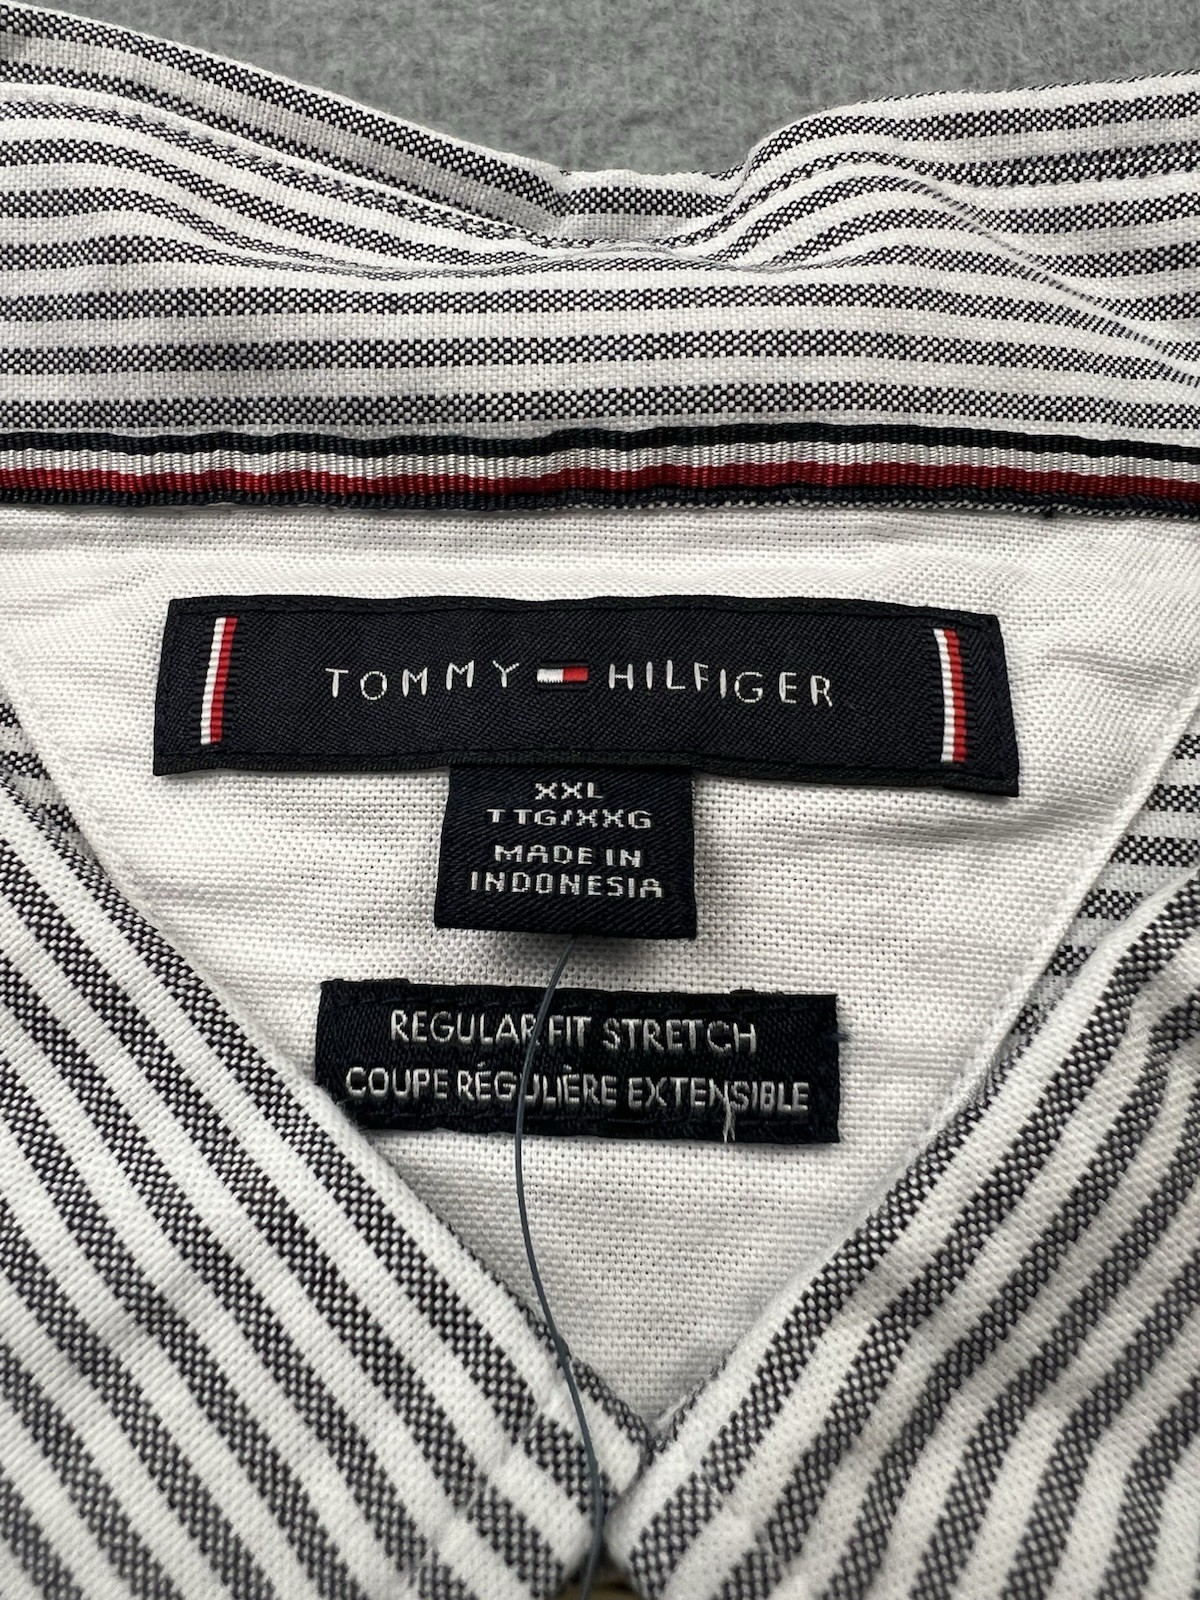 TOMMY HILFIGER
XXL
TTG/XXG
MADE IN
INDONESIA
REGULAR FIT STRETCH
COUPE RÉGULIÈRE EXTENSIBLE